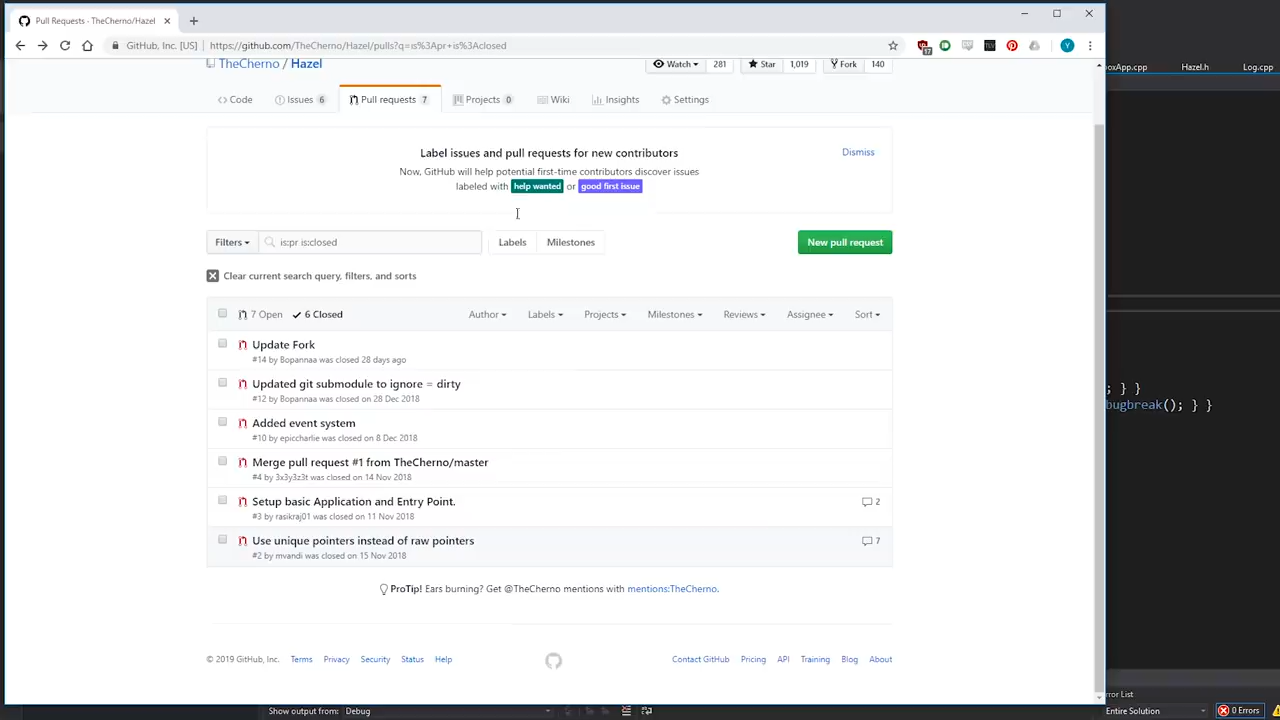 Pull Requests - TheCherno/Hazel
GitHub, Inc. [US] https://github.com/TheCherno/Hazel/pulls?q=is%3Apr+is%3Aclosed
17
Y
oxApp.cpp Hazel.h Log.cpp
TheCherno / Hazel Watch 281 Star 1,019 Fork 140
Code Issues 6 Pull requests 7 Projects 0 Wiki Insights Settings
Label issues and pull requests for new contributors Dismiss
Now, GitHub will help potential first-time contributors discover issues
labeled with help wanted or good first issue
Filters is:pr is:closed Labels Milestones New pull request
Clear current search query, filters, and sorts
7 Open 6 Closed Author Labels Projects Milestones Reviews Assignee Sort
Update Fork
#14 by Bopannaa was closed 28 days ago
Updated git submodule to ignore = dirty
#12 by Bopannaa was closed on 28 Dec 2018
Added event system
#10 by epiccharlie was closed on 8 Dec 2018
Merge pull request #1 from TheCherno/master
#4 by 3x3y3z3t was closed on 14 Nov 2018
Setup basic Application and Entry Point. 2
#3 by rasikraj01 was closed on 11 Nov 2018
Use unique pointers instead of raw pointers 7
#2 by mvandi was closed on 15 Nov 2018
ProTip! Ears burning? Get @TheCherno mentions with mentions:TheCherno.
© 2019 GitHub, Inc. Terms Privacy Security Status Help Contact GitHub Pricing API Training Blog About
; } }
bugbreak(); } }
rror List
Show output from: Debug Entire Solution 0 Errors